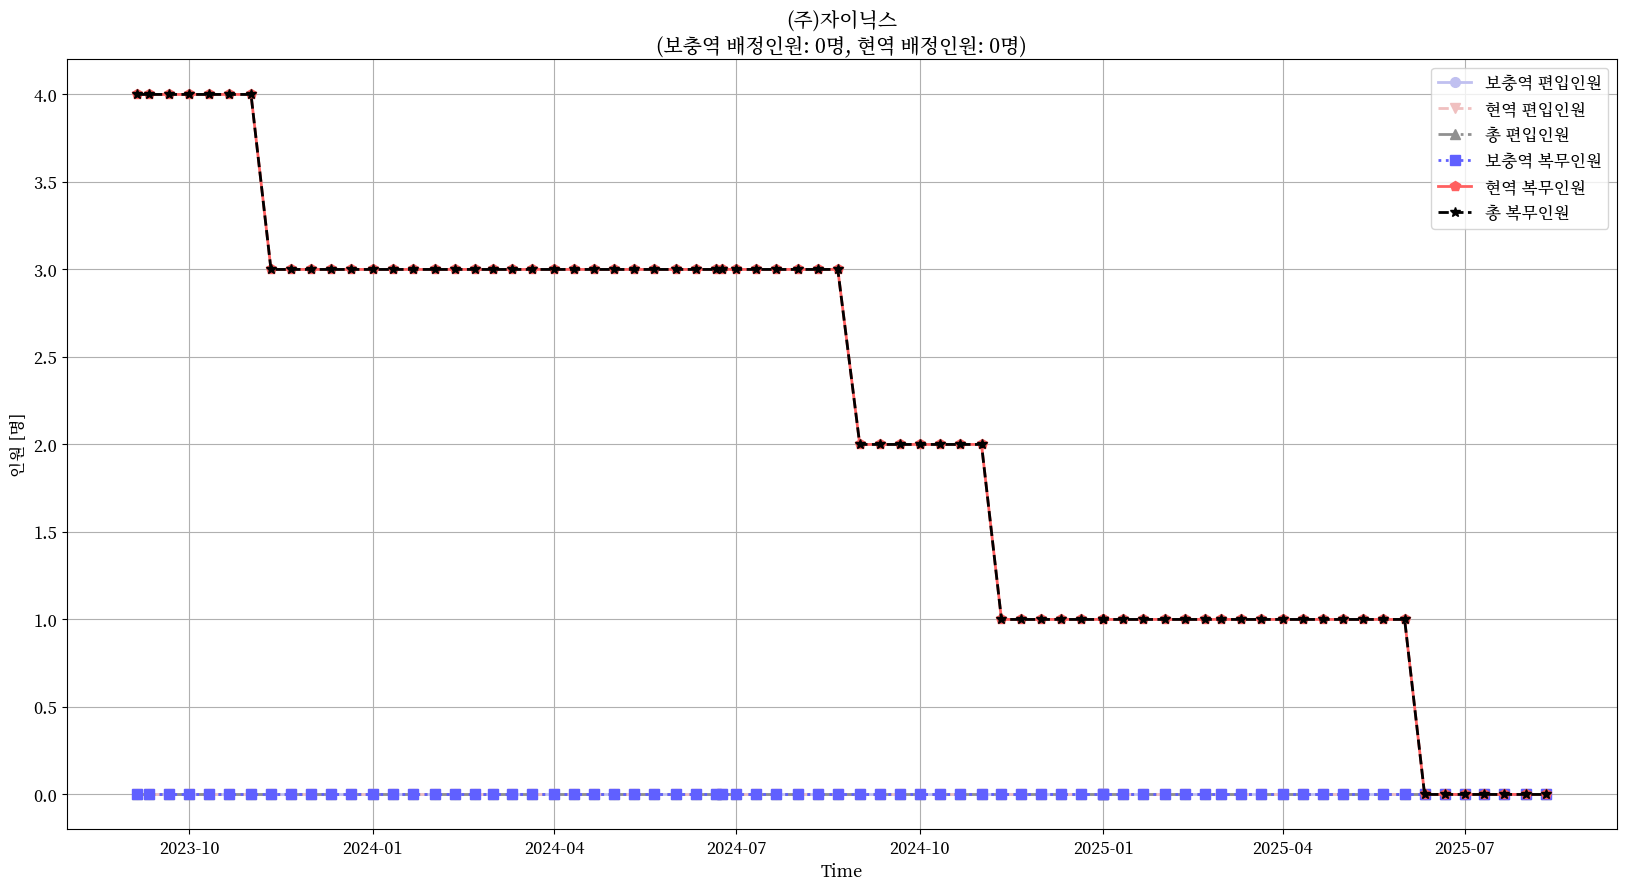 (주)자이닉스
(보충역 배정인원: 0명, 현역 배정인원: 0명)
보충역 편입인원
현역 편입인원
총 편입인원
보충역 복무인원
현역 복무인원
총 복무인원
인원 [명]
4.0
3.5
3.0
2.5
2.0
1.5
1.0
0.5
0.0
2023-10 2024-01 2024-04 2024-07 2024-10 2025-01 2025-04 2025-07
Time